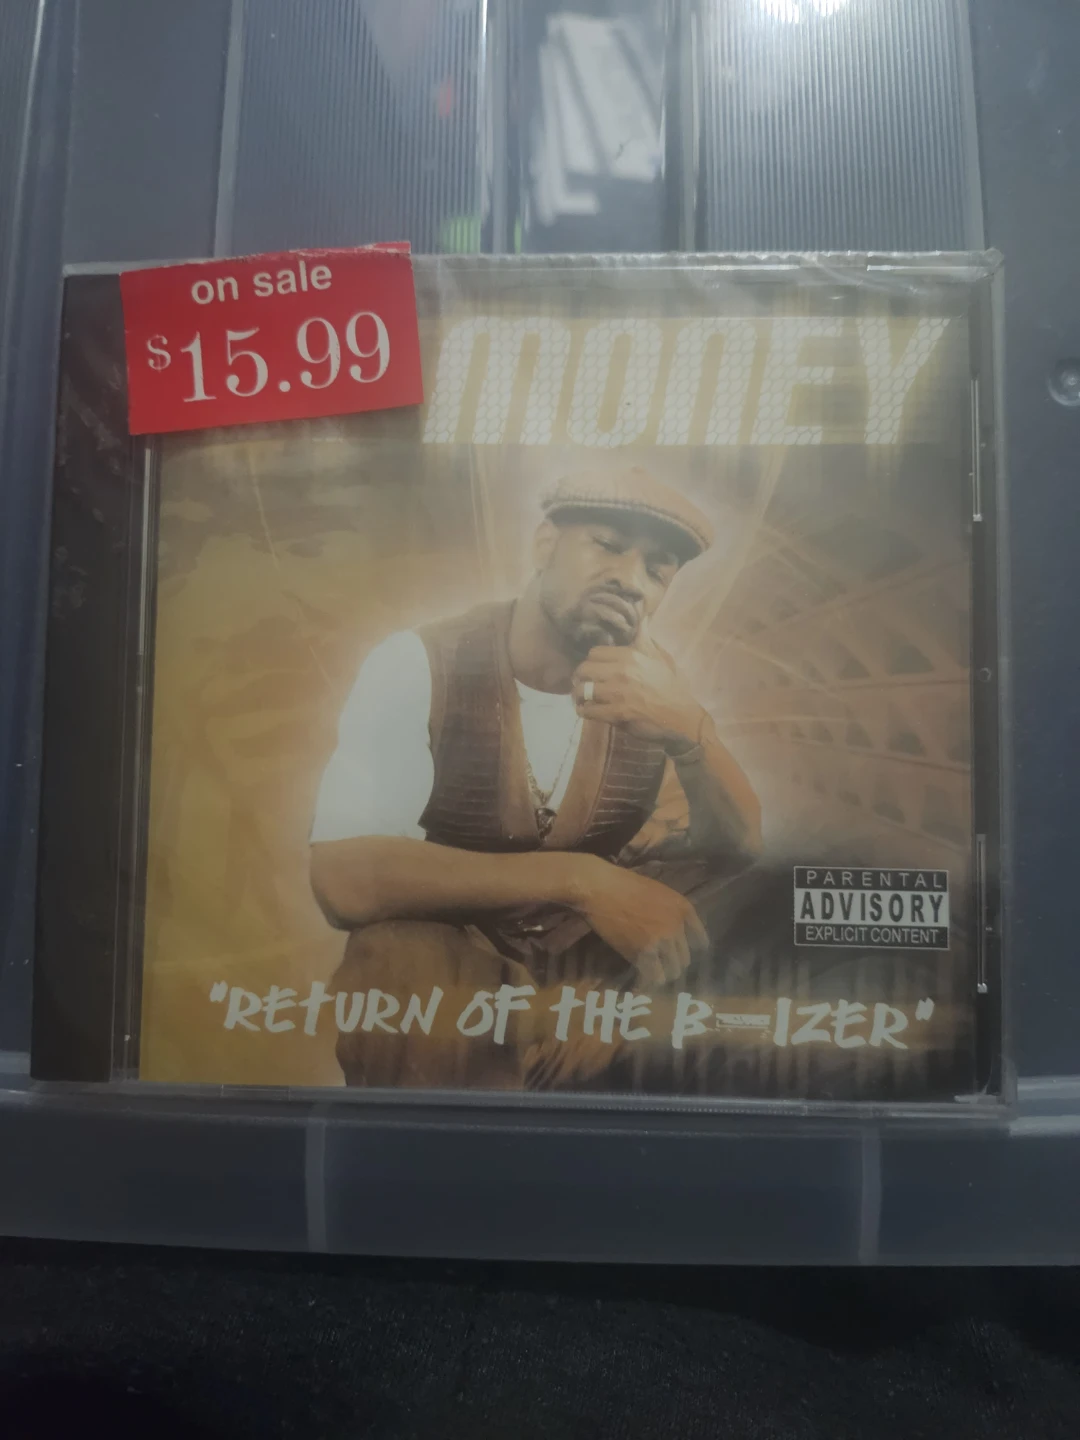 on sale
$15.99
MONEY
PARENTAL
ADVISORY
EXPLICIT CONTENT
"RETURN OF THE B-IZER"